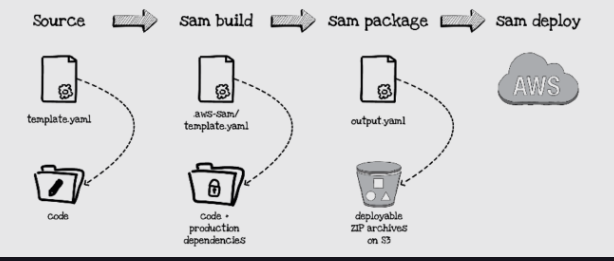 Source
sam build
sam package
sam deploy
template.yaml
.aws-sam/
template.yaml
output.yaml
AWS
code
code +
production
dependencies
deployable
ZIP archives
on S3